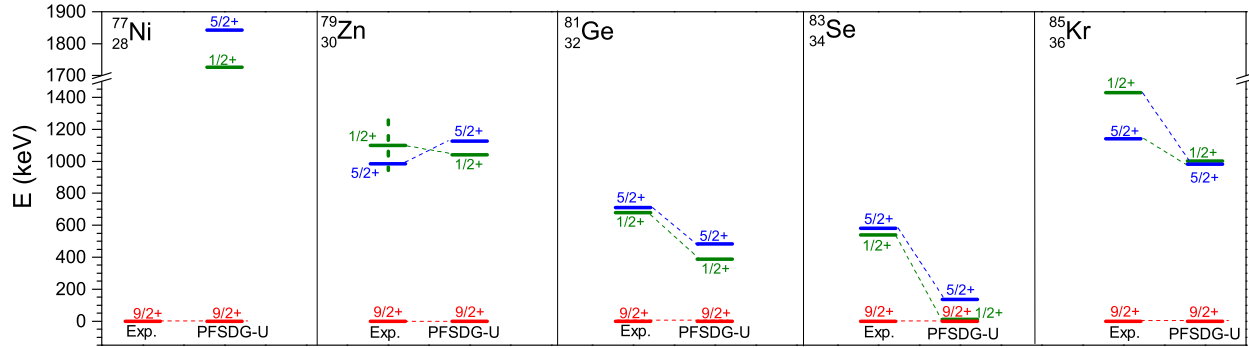 1900
1800
1700
1400
1200
1000
800
600
400
200
0
E (keV)
77
28Ni
5/2+
1/2+
9/2+
9/2+
Exp.
PFSDG-U
79
30Zn
1/2+
5/2+
5/2+
1/2+
9/2+
9/2+
Exp.
PFSDG-U
81
32Ge
5/2+
1/2+
5/2+
1/2+
9/2+
9/2+
Exp.
PFSDG-U
83
34Se
5/2+
1/2+
5/2+
1/2+
9/2+
9/2+
Exp.
PFSDG-U
85
36Kr
1/2+
5/2+
1/2+
5/2+
9/2+
9/2+
Exp.
PFSDG-U